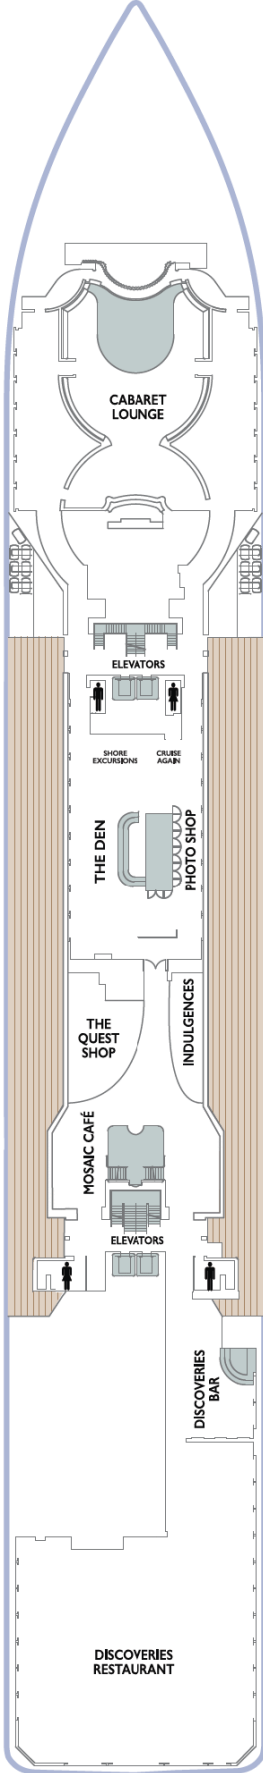 CABARET
LOUNGE
ELEVATORS
SHORE
EXCURSIONS
CRUISE
AGAIN
THE DEN
PHOTO SHOP
THE
QUEST
SHOP
INDULGENCES
MOSAIC CAFÉ
ELEVATORS
DISCOVERIES
BAR
DISCOVERIES
RESTAURANT